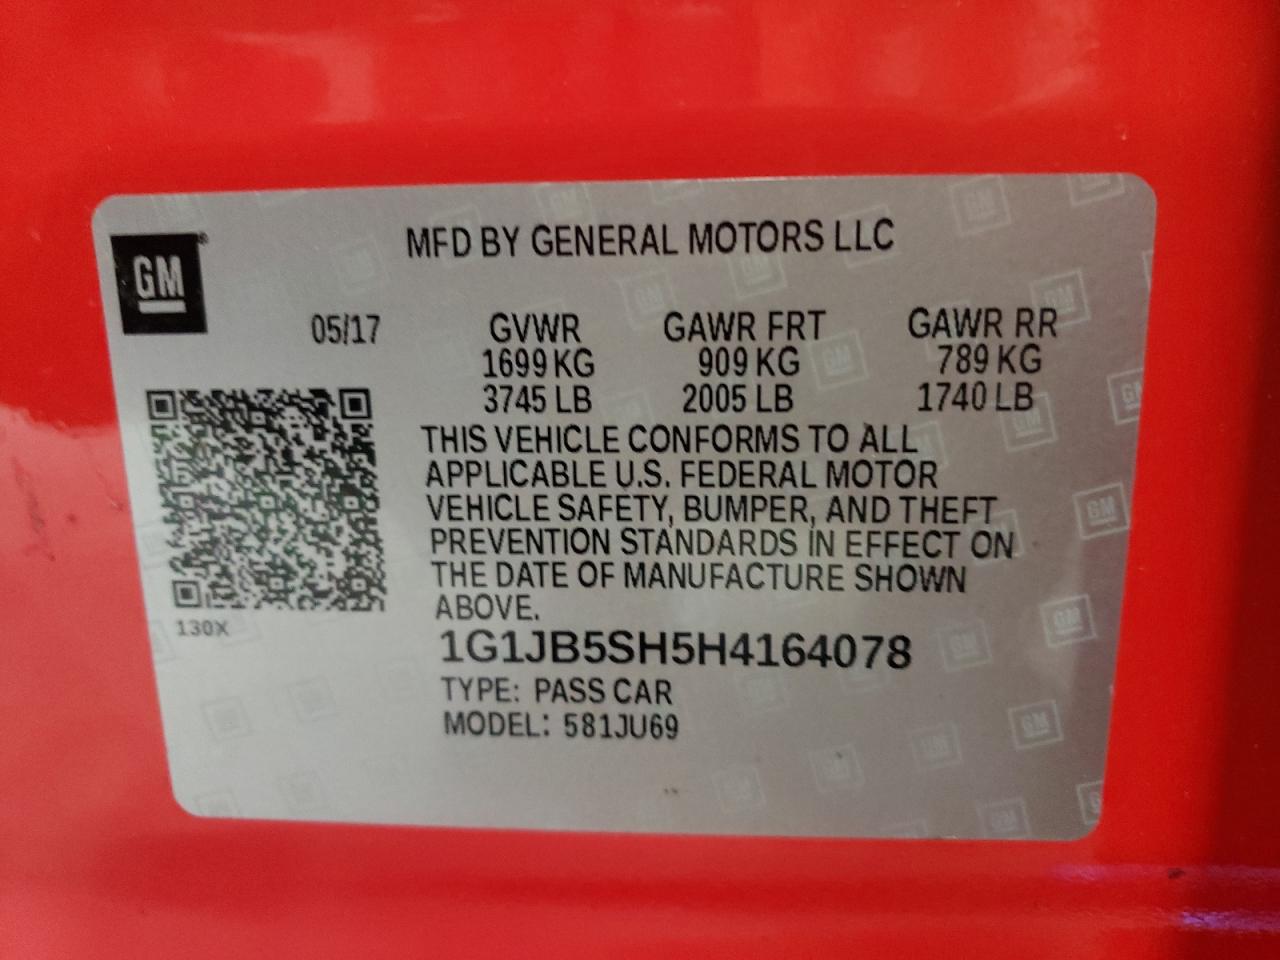 MFD BY GENERAL MOTORS LLC
GM
05/17 GVWR GAWR FRT GAWR RR
1699 KG 909 KG 789 KG
3745 LB 2005 LB 1740 LB
THIS VEHICLE CONFORMS TO ALL
APPLICABLE U.S. FEDERAL MOTOR
VEHICLE SAFETY, BUMPER, AND THEFT
PREVENTION STANDARDS IN EFFECT ON
THE DATE OF MANUFACTURE SHOWN
ABOVE.
130X
1G1JB5SH5H4164078
TYPE: PASS CAR
MODEL: 581JU69